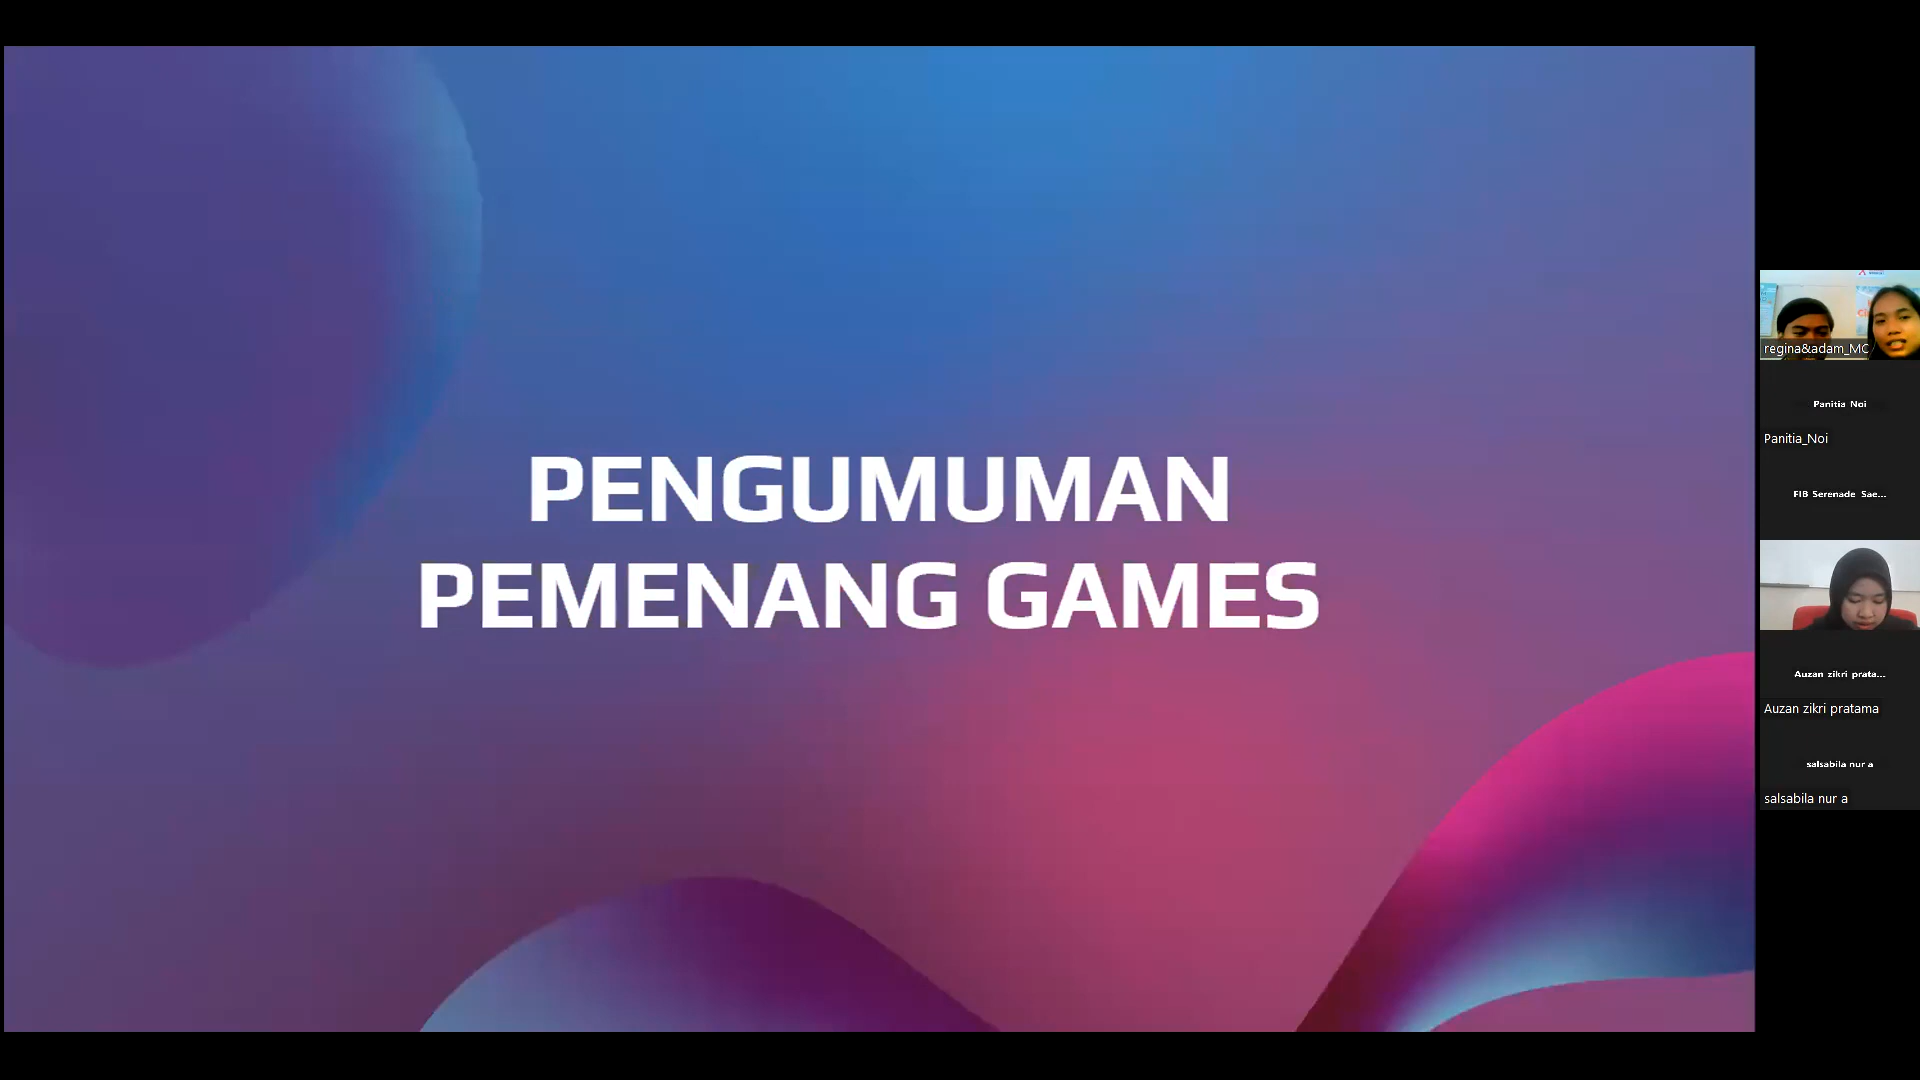 PENGUMUMAN
PEMENANG GAMES
regina&adam_MC
Panitia Noi
Panitia_Noi
FIB Serenade Sae...
Auzan zikri prata...
Auzan zikri pratama
salsabila nur a
salsabila nur a